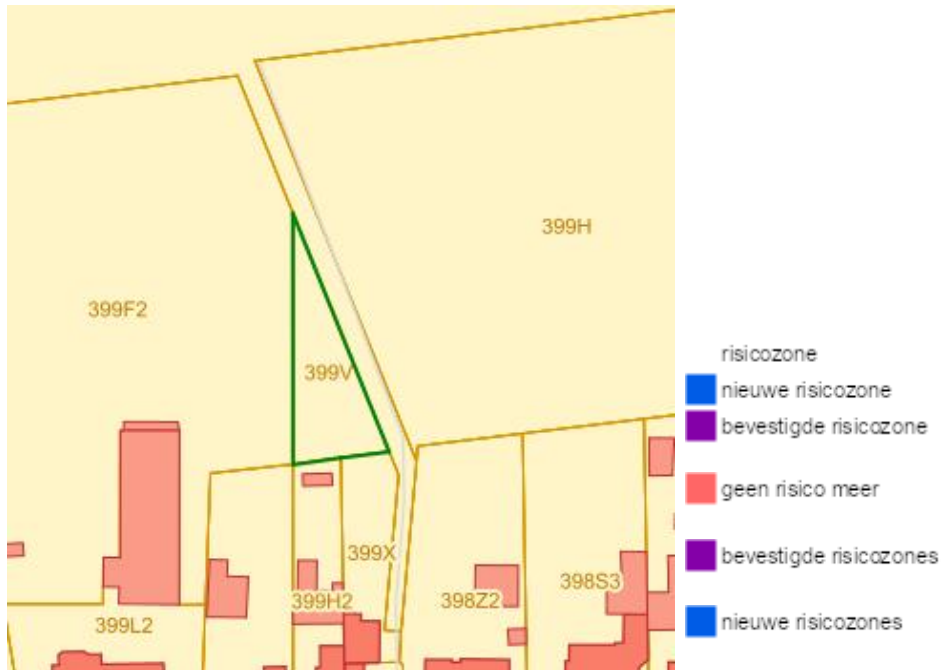 399H
399F2
399V
399X
399H2
398Z2
398S3
399L2
risicozone
nieuwe risicozone
bevestigde risicozone
geen risico meer
bevestigde risicozones
nieuwe risicozones